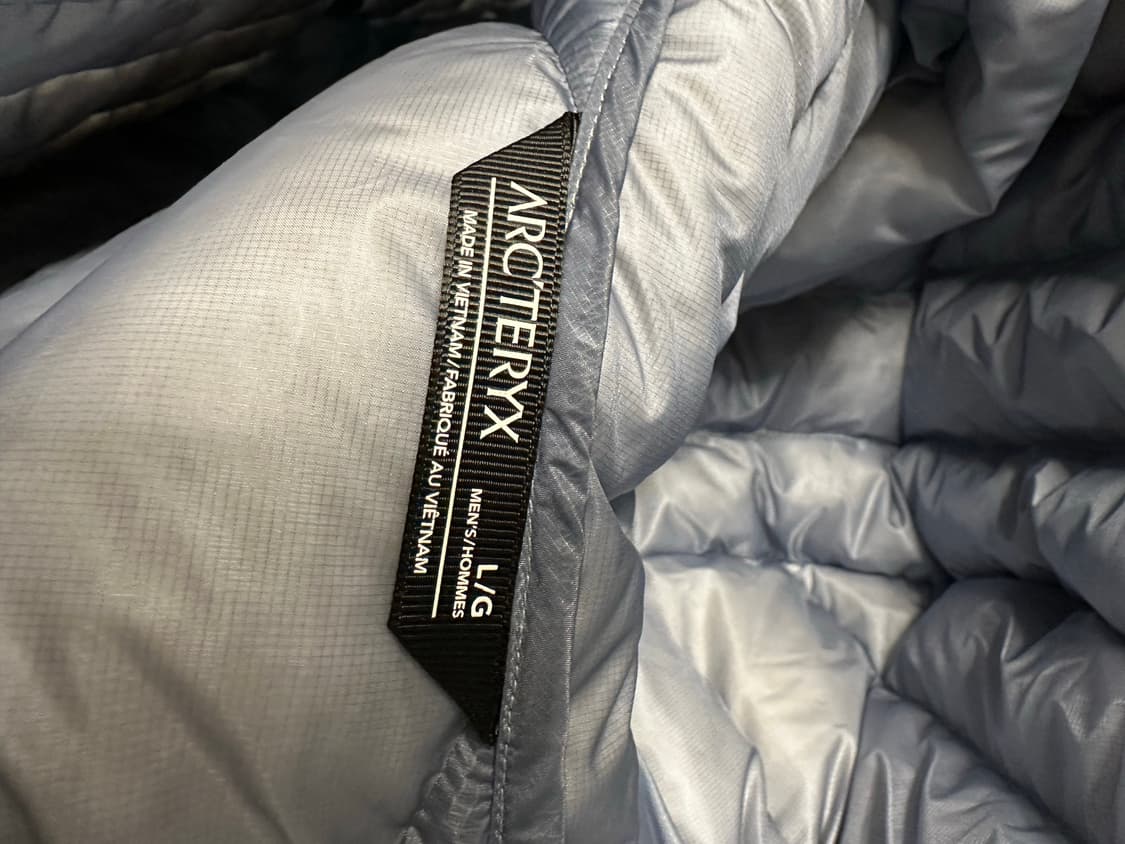 ARC'TERYX
L/G
MEN'S/HOMMES
MADE IN VIETNAM/FABRIQUÉ AU VIÊTNAM